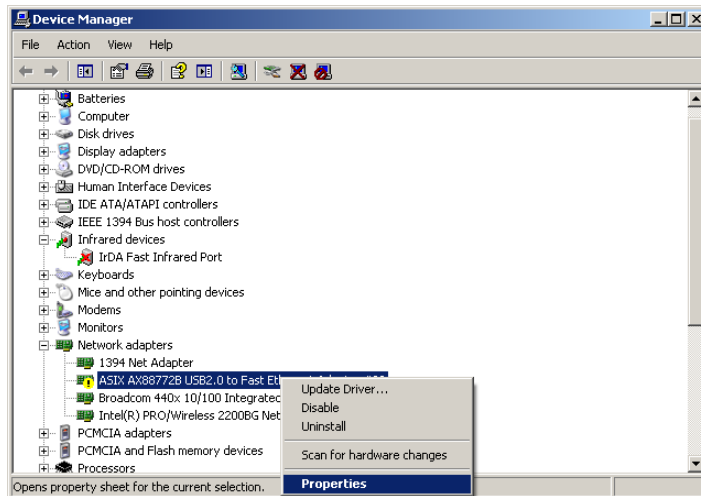 Device Manager
File Action View Help
Batteries
Computer
Disk drives
Display adapters
DVD/CD-ROM drives
Human Interface Devices
IDE ATA/ATAPI controllers
IEEE 1394 Bus host controllers
Infrared devices
IrDA Fast Infrared Port
Keyboards
Mice and other pointing devices
Modems
Monitors
Network adapters
1394 Net Adapter
ASIX AX88772B USB2.0 to Fast
Broadcom 440x 10/100
Intel(R) PRO/Wireless 2200BG
PCMCIA adapters
PCMCIA and Flash memory devices
Processors
Update Driver...
Disable
Uninstall
Scan for hardware changes
Properties
Opens property sheet for the current selection.